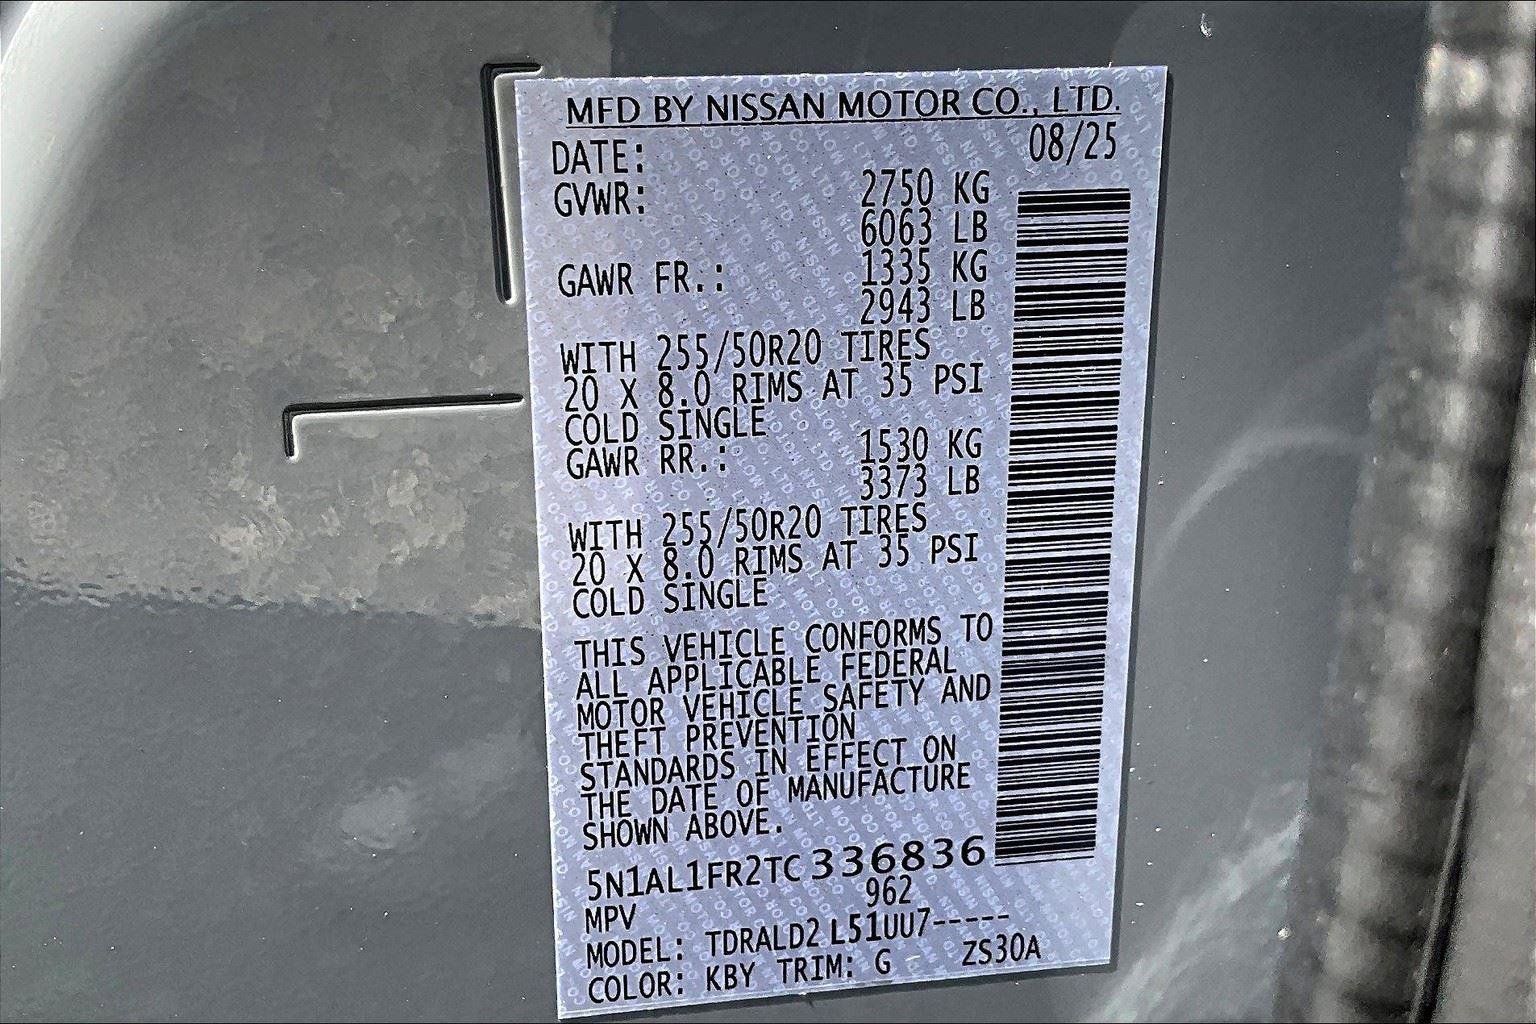 MFD BY NISSAN MOTOR CO., LTD.
DATE: 08/25
GVWR: 2750 KG
6063 LB
GAWR FR.: 1335 KG
2943 LB
WITH 255/50R20 TIRES
20 X 8.0 RIMS AT 35 PSI
COLD SINGLE
GAWR RR.: 1530 KG
3373 LB
WITH 255/50R20 TIRES
20 X 8.0 RIMS AT 35 PSI
COLD SINGLE
THIS VEHICLE CONFORMS TO
ALL APPLICABLE FEDERAL
MOTOR VEHICLE SAFETY AND
THEFT PREVENTION
STANDARDS IN EFFECT ON
THE DATE OF MANUFACTURE
SHOWN ABOVE.
5N1AL1FR2TC336836
MPV 962
MODEL: TDRALD2 L51UU7-----
COLOR: KBY TRIM: G ZS30A